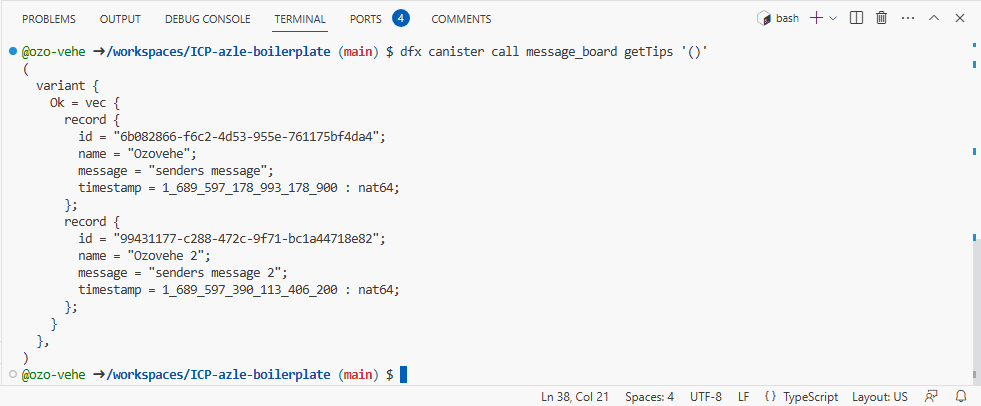 PROBLEMS OUTPUT DEBUG CONSOLE TERMINAL PORTS 4 COMMENTS bash
@ozo-vehe ➜/workspaces/ICP-azle-boilerplate (main) $ dfx canister call message_board getTips '()'
(
  variant {
    Ok = vec {
      record {
        id = "6b082866-f6c2-4d53-955e-761175bf4da4";
        name = "Ozovehe";
        message = "senders message";
        timestamp = 1_689_597_178_993_178_900 : nat64;
      };
      record {
        id = "99431177-c288-472c-9f71-bc1a44718e82";
        name = "Ozovehe 2";
        message = "senders message 2";
        timestamp = 1_689_597_390_113_406_200 : nat64;
      };
    }
  },
)
@ozo-vehe ➜/workspaces/ICP-azle-boilerplate (main) $
Ln 38, Col 21 Spaces: 4 UTF-8 LF {} TypeScript Layout: US